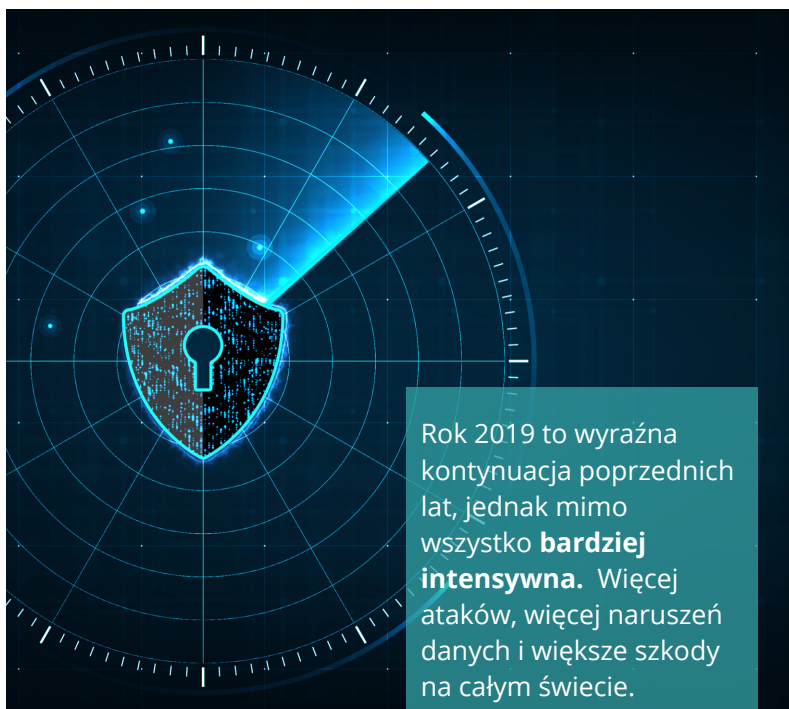 Rok 2019 to wyraźna
kontynuacja poprzednich
lat, jednak mimo
wszystko bardziej
intensywna.  Więcej
ataków, więcej naruszeń
danych i większe szkody
na całym świecie.